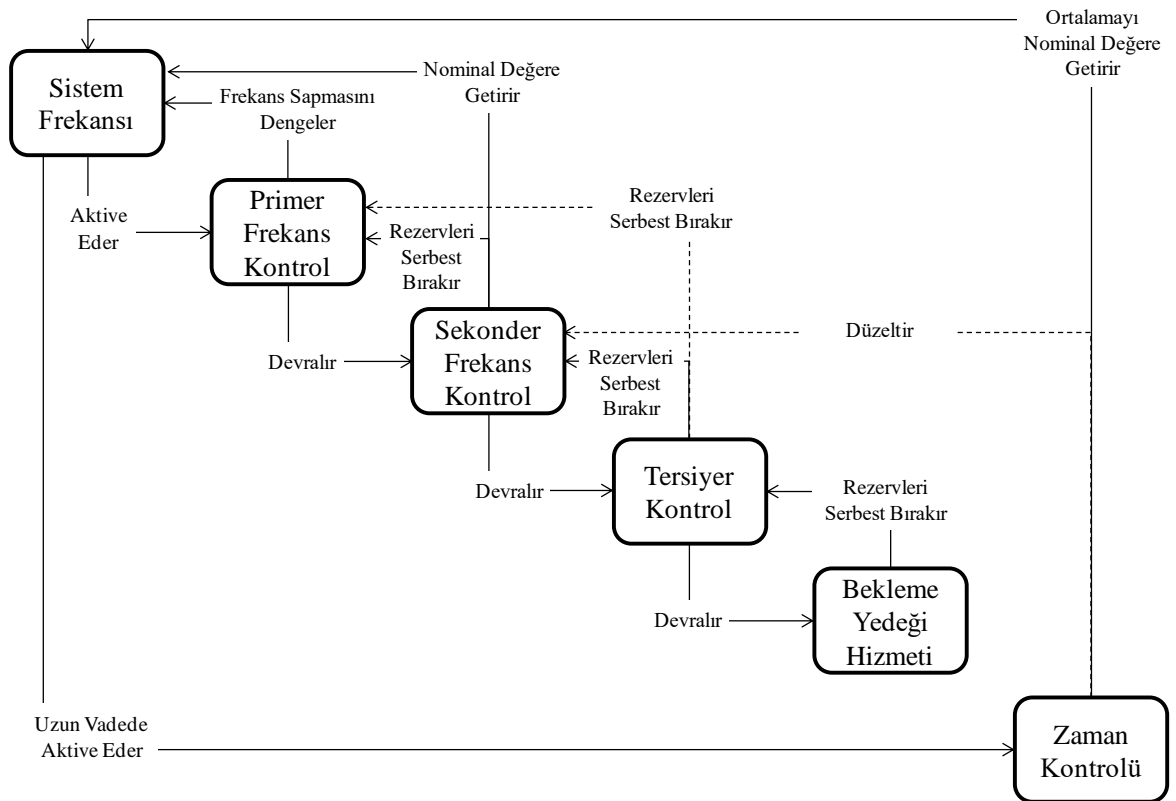 Ortalamayı
Nominal Değere
Getirir
Nominal Değere
Getirir
Sistem
Frekansı
Frekans Sapmasını
Dengeler
Aktive
Eder
Primer
Frekans
Kontrol
Rezervleri
Serbest Bırakır
Rezervleri
Serbest
Bırakır
Devralır
Sekonder
Frekans
Kontrol
Düzeltir
Rezervleri
Serbest
Bırakır
Devralır
Tersiyer
Kontrol
Rezervleri
Serbest Bırakır
Devralır
Bekleme
Yedeği
Hizmeti
Uzun Vadede
Aktive Eder
Zaman
Kontrolü